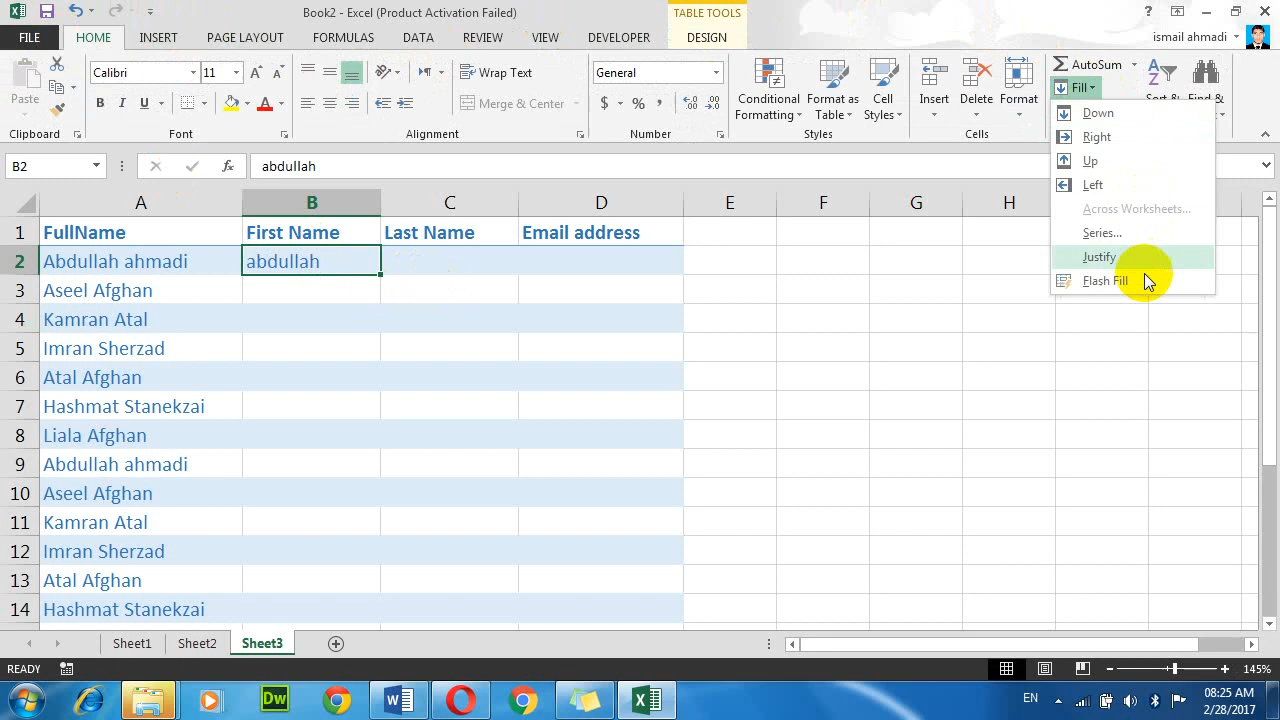 Book2 - Excel (Product Activation Failed)
TABLE TOOLS
FILE HOME INSERT PAGE LAYOUT FORMULAS DATA REVIEW VIEW DEVELOPER DESIGN
ismail ahmadi
Paste
Calibri 11
B I U
Wrap Text
Merge & Center
General
$ % ,
Conditional Formatting
Format as Table
Cell Styles
Insert Delete Format
AutoSum
Fill
Clipboard Font Alignment Number Styles Cells
Down
Right
Up
Left
Across Worksheets...
Series...
Justify
Flash Fill
B2
fx
abdullah
A B C D E F G H
1 FullName First Name Last Name Email address
2 Abdullah ahmadi abdullah
3 Aseel Afghan
4 Kamran Atal
5 Imran Sherzad
6 Atal Afghan
7 Hashmat Stanekzai
8 Liala Afghan
9 Abdullah ahmadi
10 Aseel Afghan
11 Kamran Atal
12 Imran Sherzad
13 Atal Afghan
14 Hashmat Stanekzai
Sheet1 Sheet2 Sheet3
READY
145%
Dw
EN
08:25 AM
2/28/2017